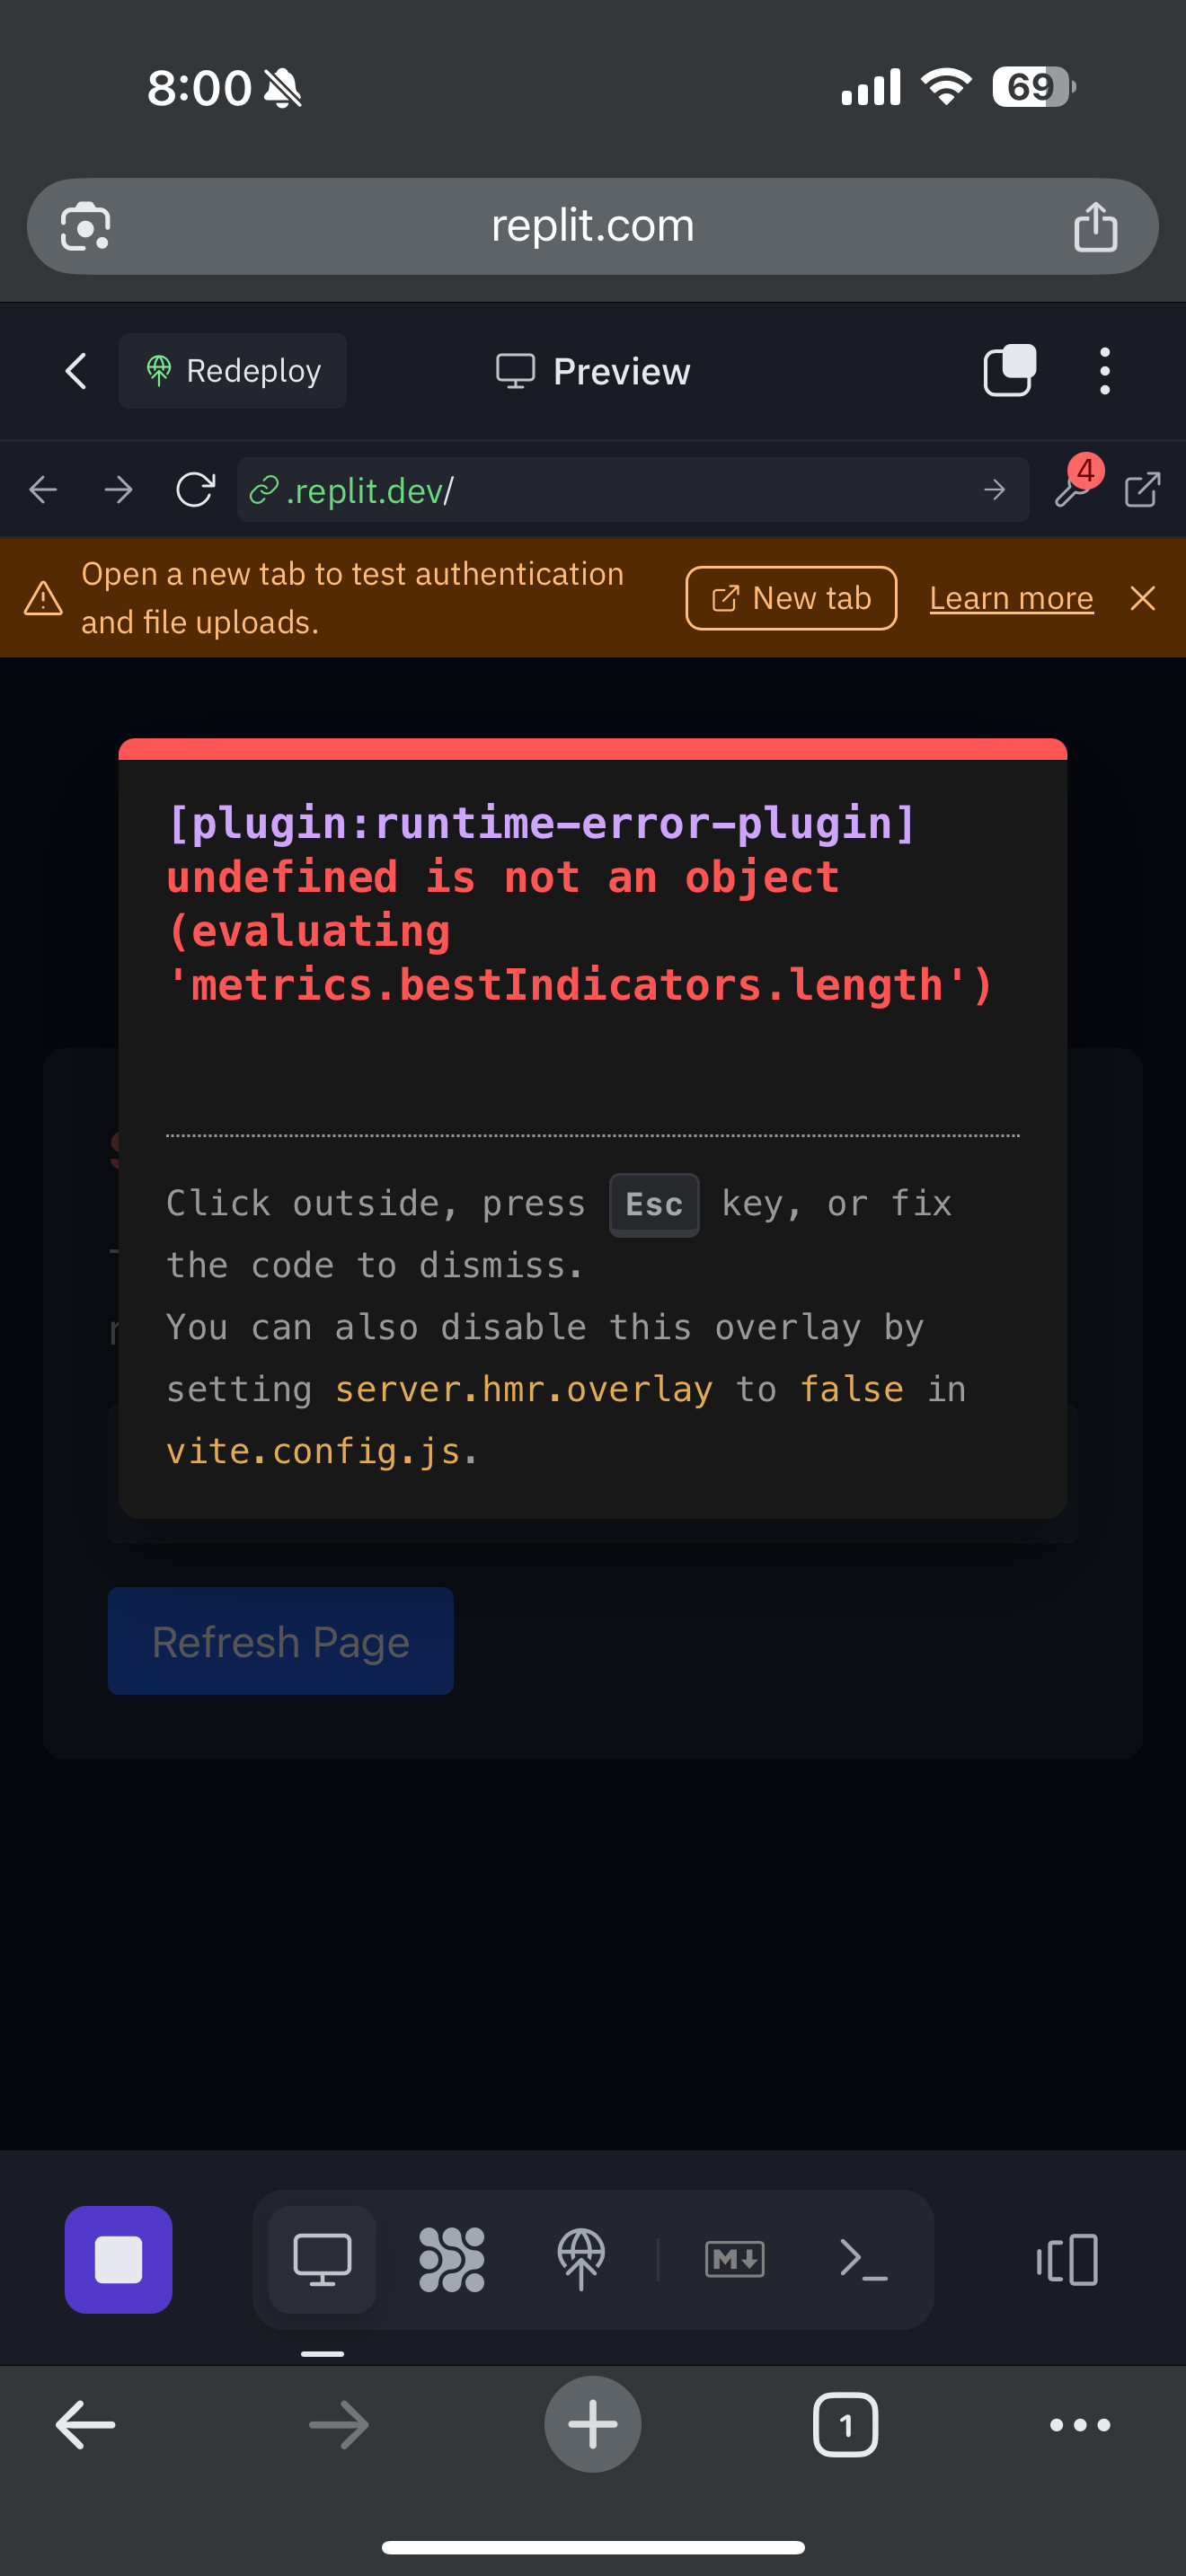 8:00
69
replit.com
Redeploy
Preview
.replit.dev/
4
Open a new tab to test authentication
and file uploads.
New tab
Learn more
[plugin:runtime-error-plugin]
undefined is not an object
(evaluating
'metrics.bestIndicators.length')
Click outside, press Esc key, or fix
the code to dismiss.
You can also disable this overlay by
setting server.hmr.overlay to false in
vite.config.js.
Refresh Page
M
1